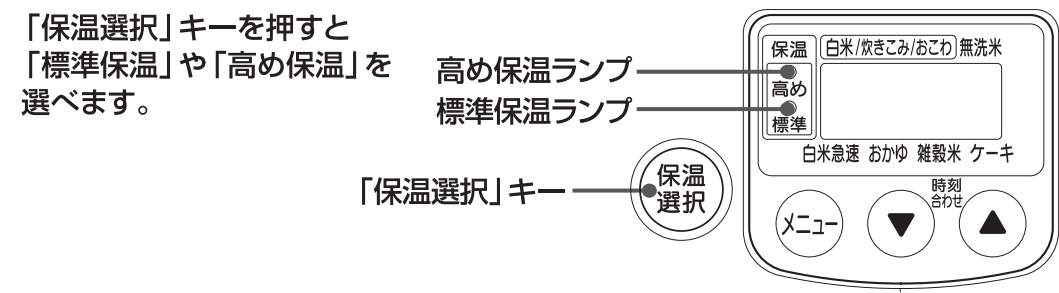 「保温選択」キーを押すと
「標準保温」や「高め保温」を
選べます。
高め保温ランプ
標準保温ランプ
「保温選択」キー
保温
選択
保温
高め
標準
白米/炊きこみ/おこわ 無洗米
白米急速 おかゆ 雑穀米 ケーキ
時刻
合わせ
メニュー
▼
▲